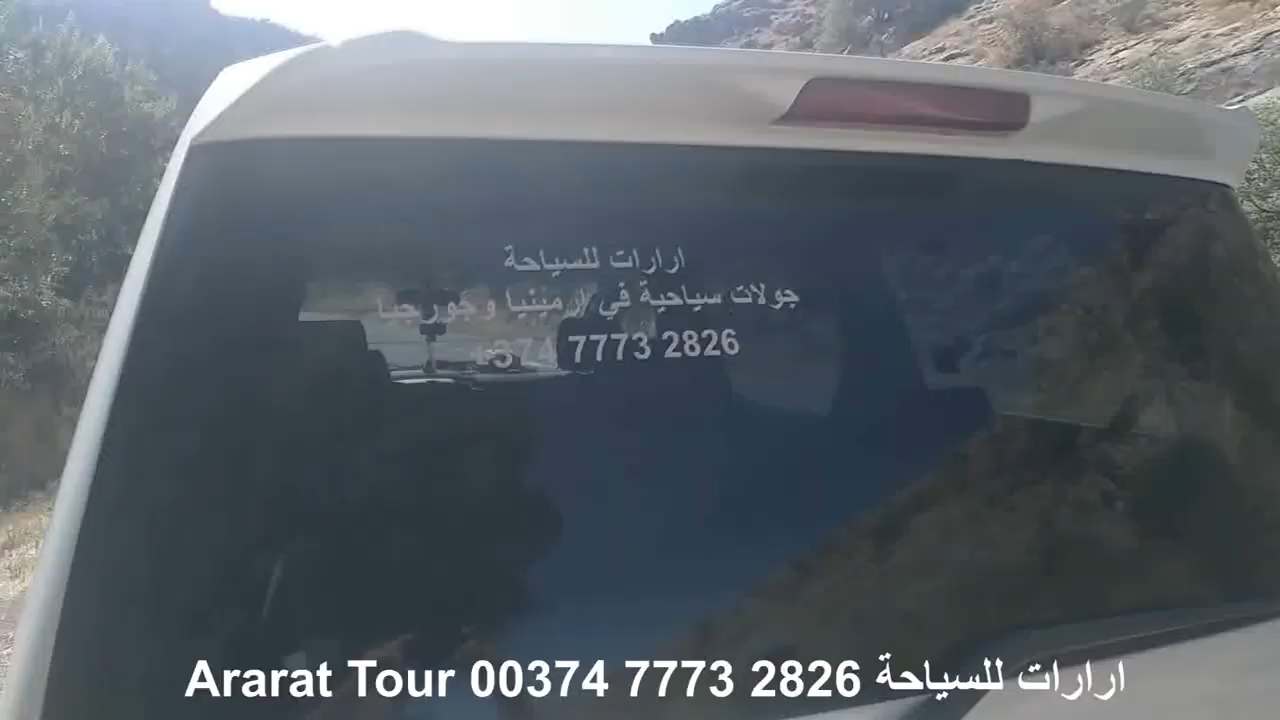 ارارات للسياحة
جولات سياحية في ارمينيا وجورجيا
+374 7773 2826
Ararat Tour 00374 7773 2826 ارارات للسياحة